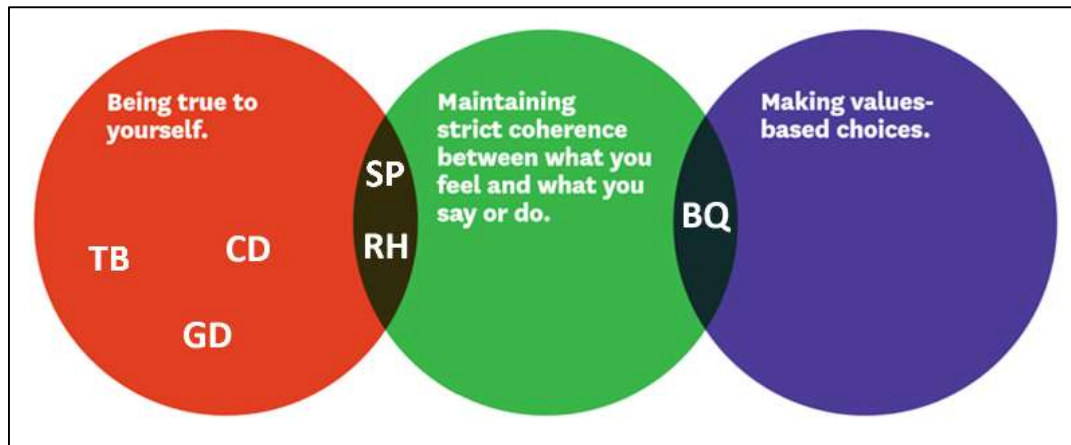 Being true to
yourself.
TB
CD
GD
SP
RH
Maintaining
strict coherence
between what you
feel and what you
say or do.
BQ
Making values-
based choices.